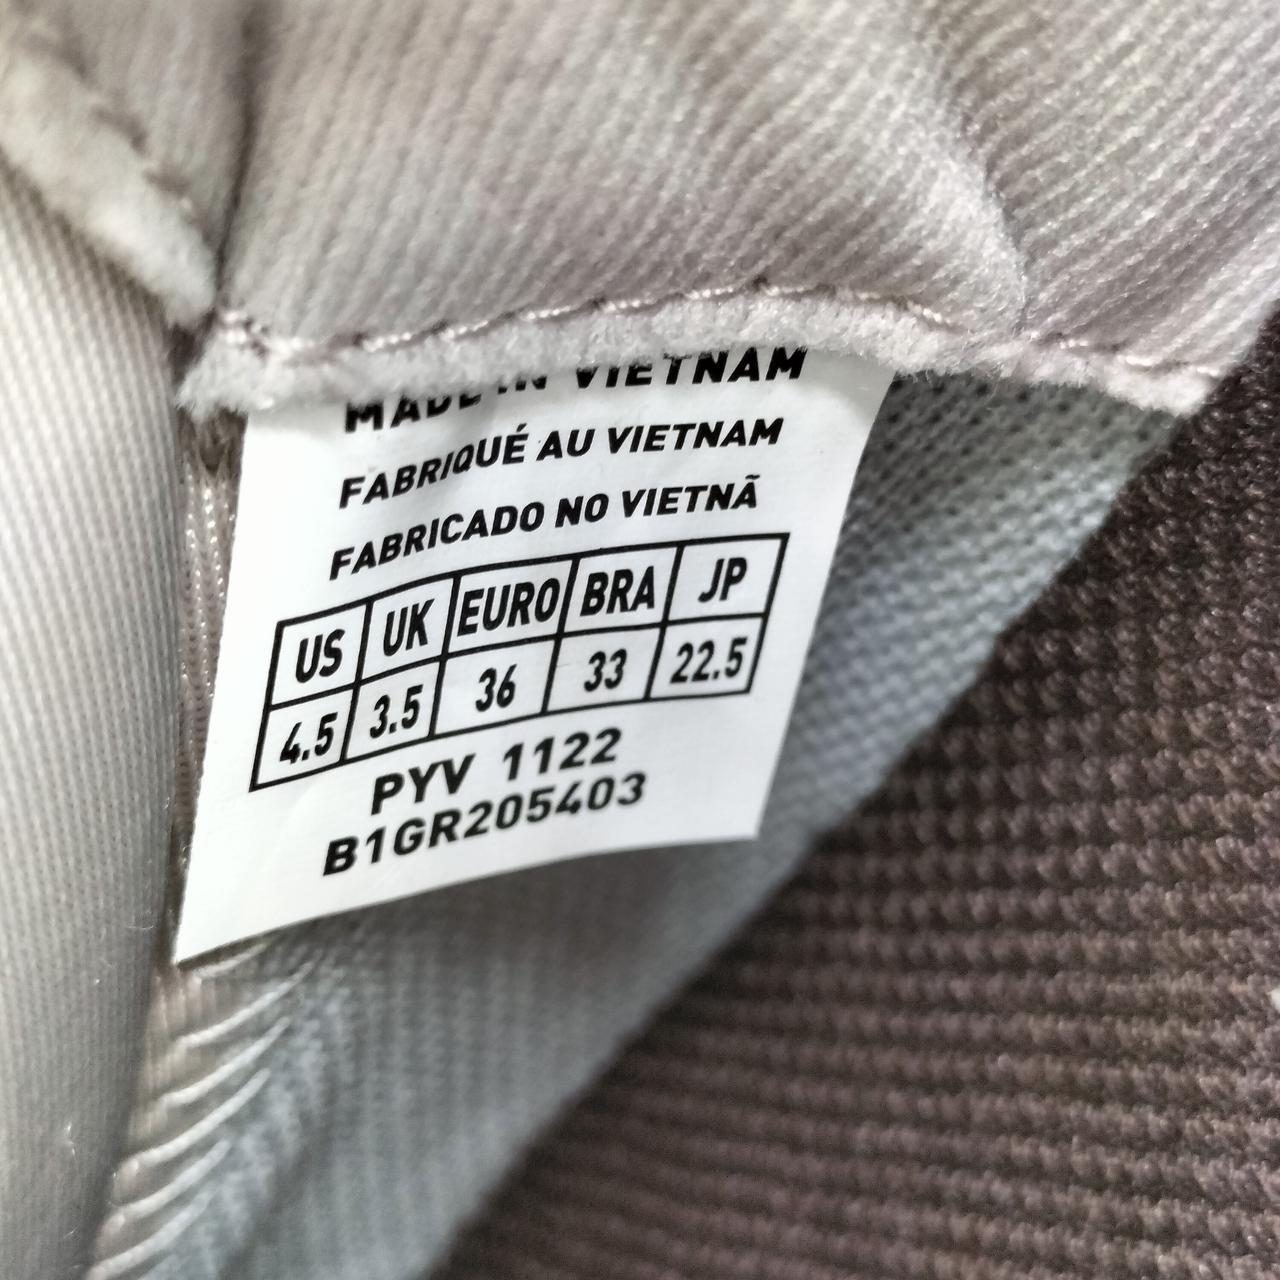 MADE IN VIETNAM
FABRIQUÉ AU VIETNAM
FABRICADO NO VIETNÃ
US UK EURO BRA JP
4.5 3.5 36 33 22.5
PYV 1122
B1GR205403